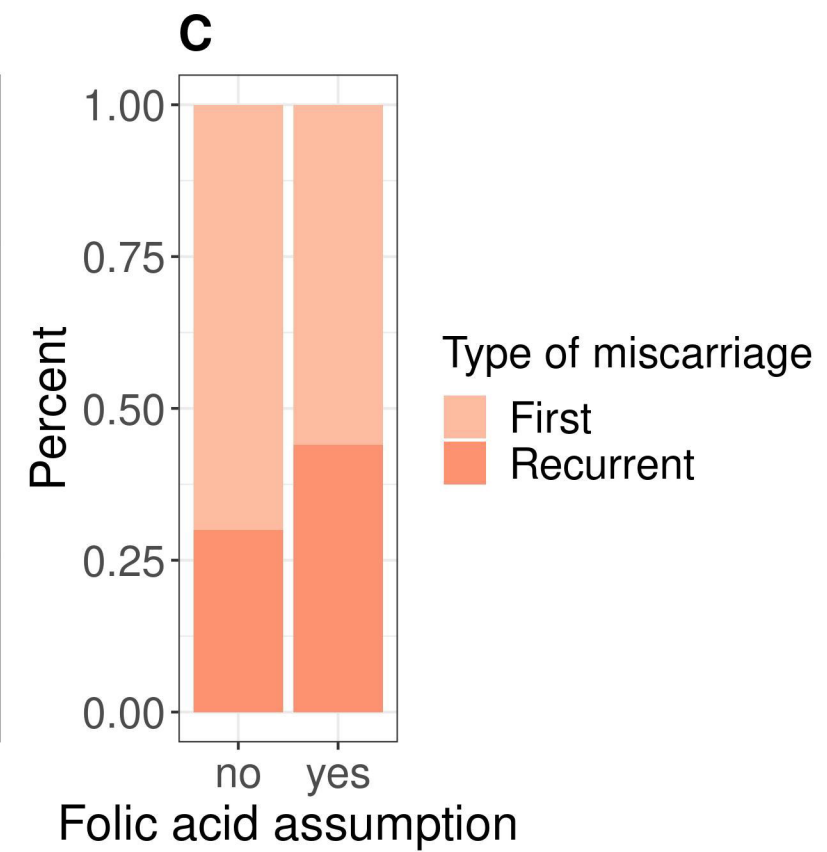 C
1.00
0.75
0.50
0.25
0.00
Percent
no yes
Folic acid assumption
Type of miscarriage
First
Recurrent